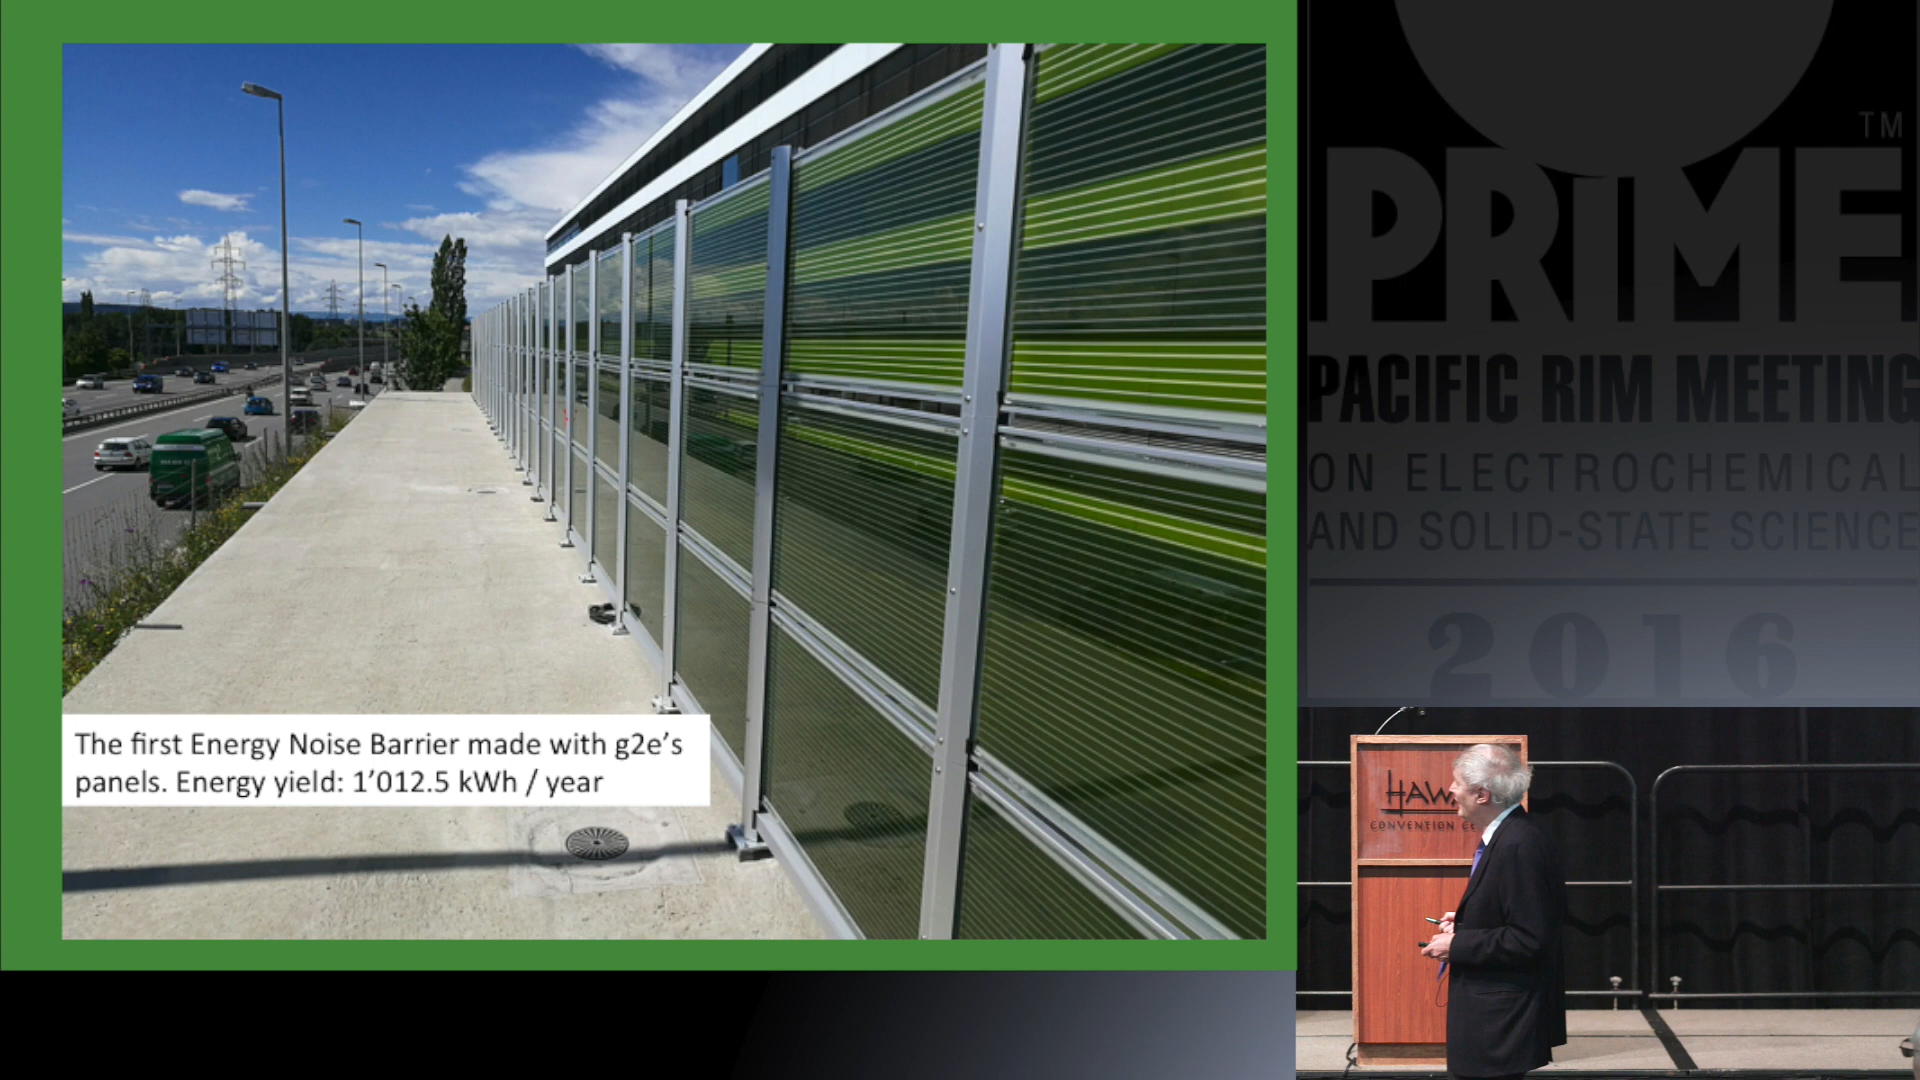 The first Energy Noise Barrier made with g2e’s
panels. Energy yield: 1’012.5 kWh / year
TM
PRiME
PACIFIC RIM MEETING
ON ELECTROCHEMICAL
AND SOLID-STATE SCIENCE
2016
HAWA
CONVENTION CE